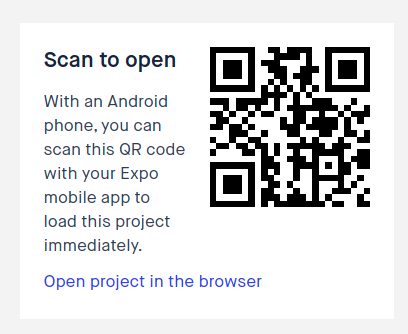 Scan to open
With an Android
phone, you can
scan this QR code
with your Expo
mobile app to
load this project
immediately.
Open project in the browser